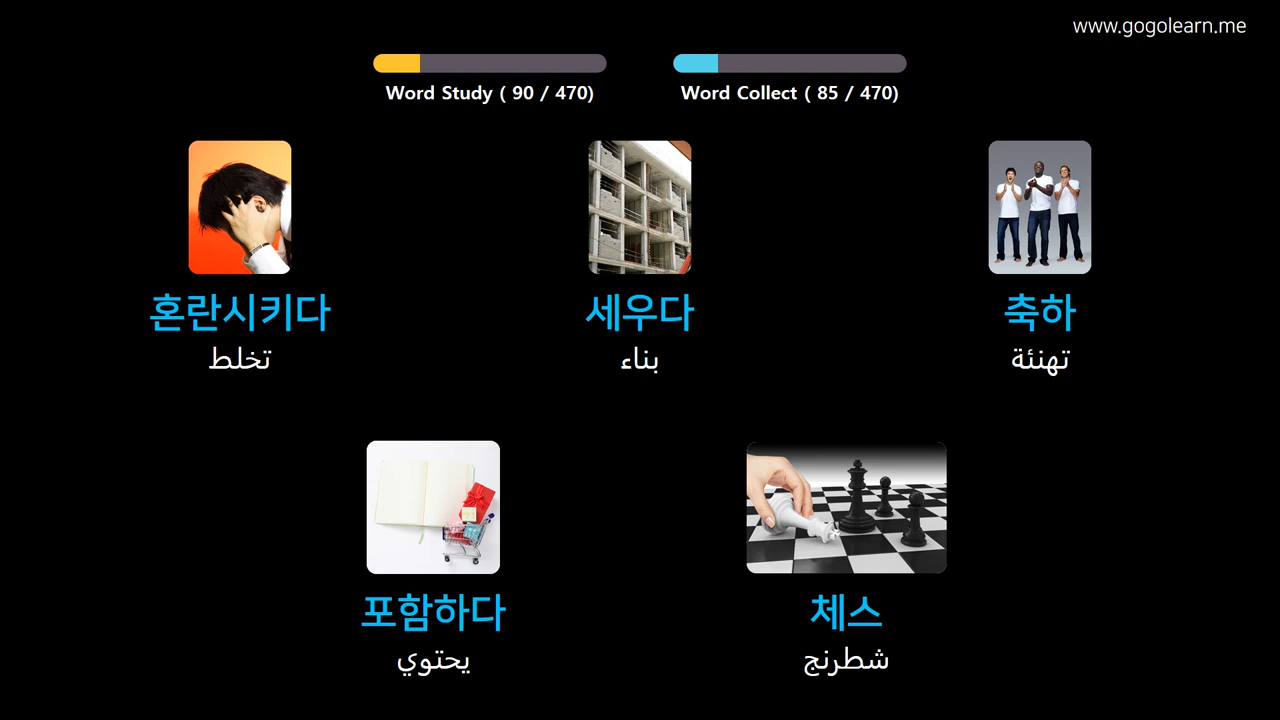 www.gogolearn.me
Word Study ( 90 / 470)
Word Collect ( 85 / 470)
혼란시키다
تخلط
세우다
بناء
축하
تهنئة
포함하다
يحتوي
체스
شطرنج